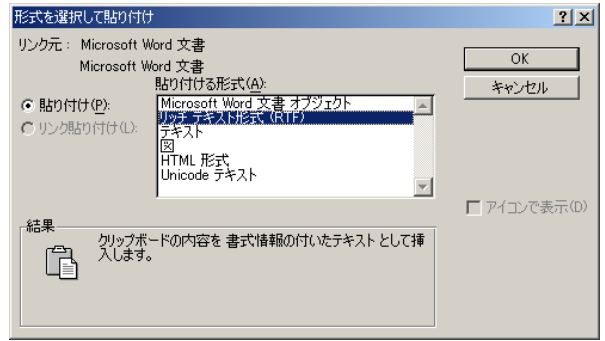 形式を選択して貼り付け
リンク元： Microsoft Word 文書
Microsoft Word 文書
貼り付ける形式(A):
貼り付け(P):
リンク貼り付け(L):
Microsoft Word 文書 オブジェクト
リッチ テキスト形式 (RTF)
テキスト
図
HTML 形式
Unicode テキスト
OK
キャンセル
アイコンで表示(D)
結果
クリップボードの内容を 書式情報の付いたテキスト として挿
入します。